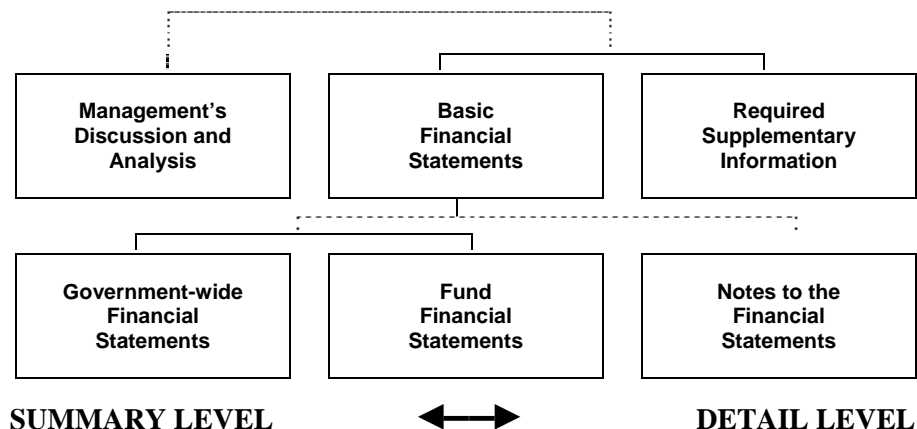 Management’s
Discussion and
Analysis
Basic
Financial
Statements
Required
Supplementary
Information
Government-wide
Financial
Statements
Fund
Financial
Statements
Notes to the
Financial
Statements
SUMMARY LEVEL
DETAIL LEVEL